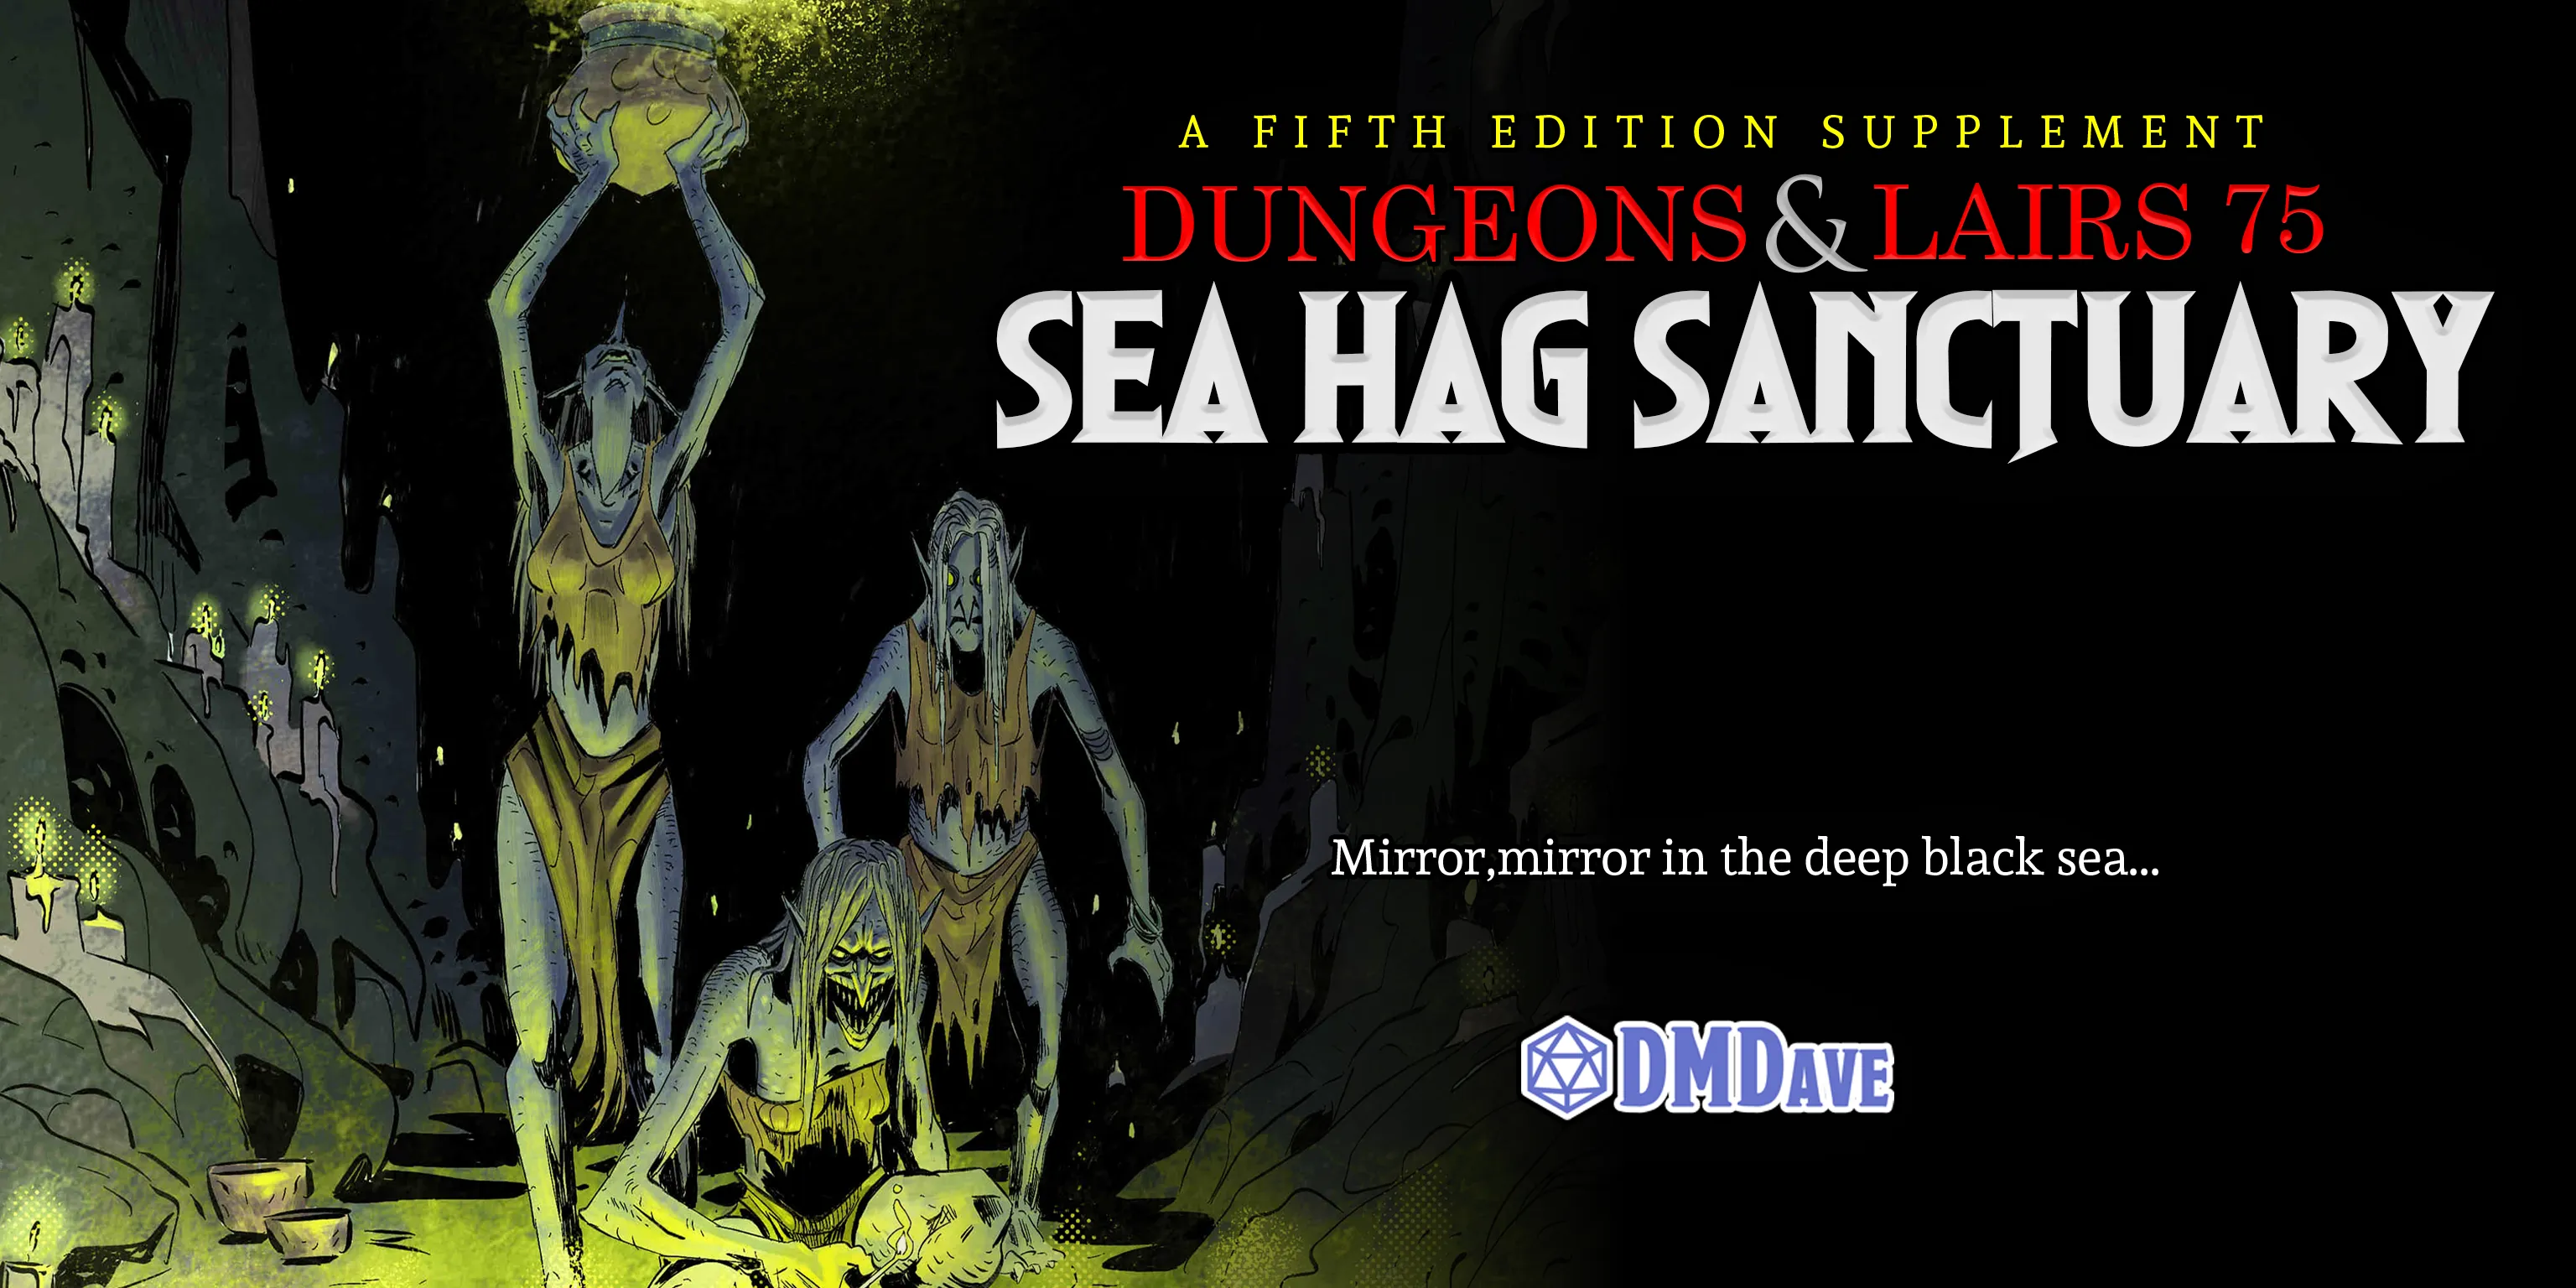 A FIFTH EDITION SUPPLEMENT
DUNGEONS & LAIRS 75
SEA HAG SANCTUARY
Mirror,mirror in the deep black sea...
DMDAVE